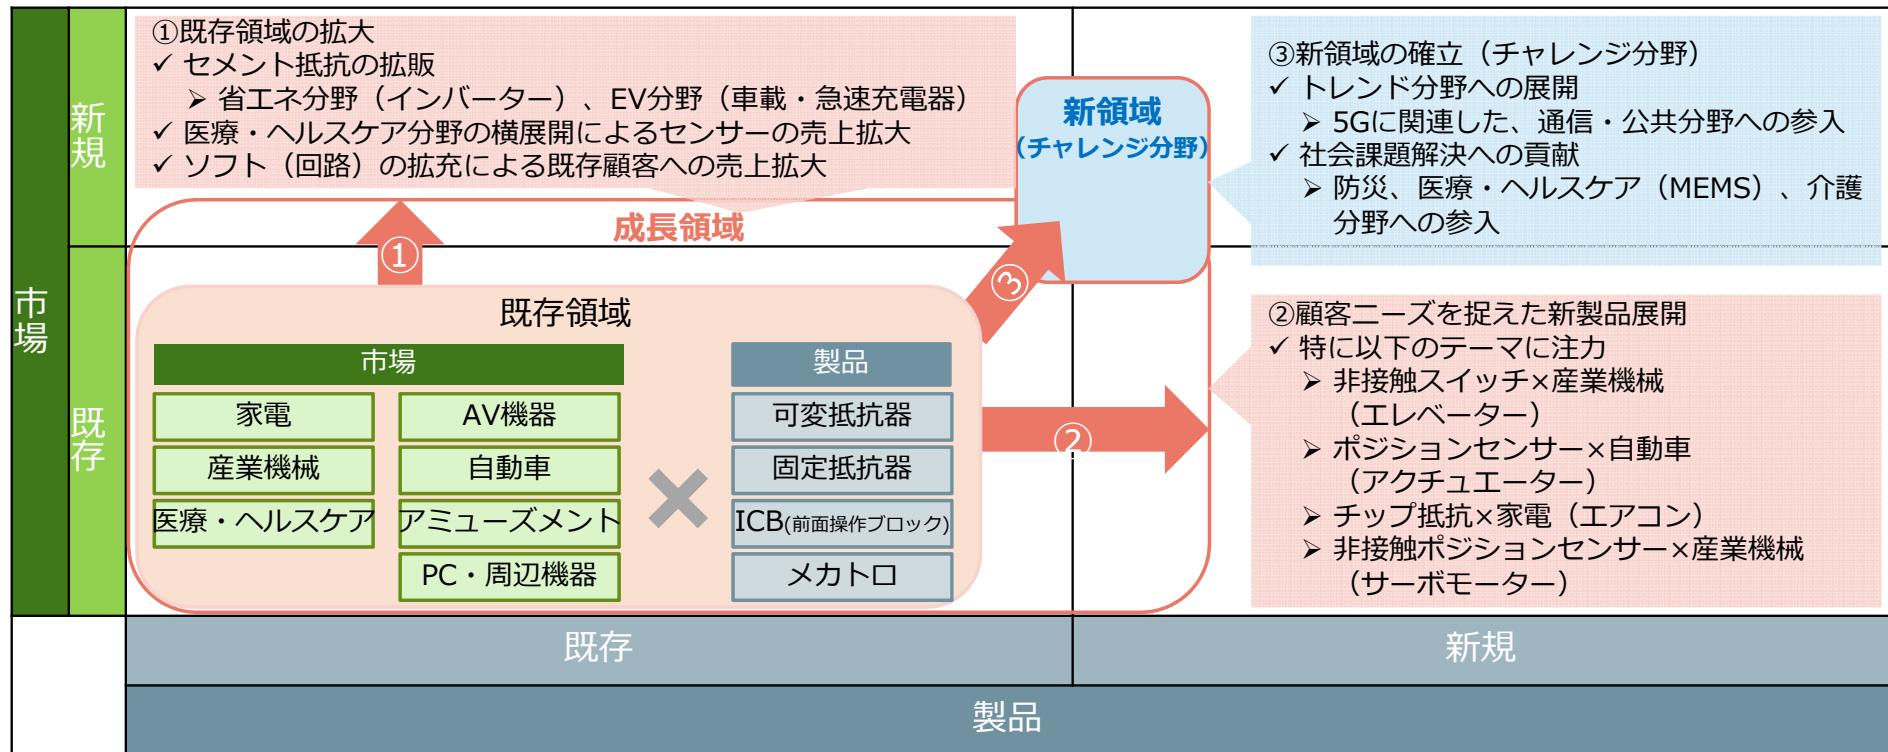 ①既存領域の拡大
✓ セメント抵抗の拡販
➢ 省エネ分野（インバーター）、EV分野（車載・急速充電器）
✓ 医療・ヘルスケア分野の横展開によるセンサーの売上拡大
✓ ソフト（回路）の拡充による既存顧客への売上拡大
新領域
（チャレンジ分野）
③新領域の確立（チャレンジ分野）
✓ トレンド分野への展開
➢ 5Gに関連した、通信・公共分野への参入
✓ 社会課題解決への貢献
➢ 防災、医療・ヘルスケア（MEMS）、介護
分野への参入
新規
成長領域
①
③
市場
既存
既存領域
市場
製品
家電
AV機器
産業機械
自動車
医療・ヘルスケア
アミューズメント
PC・周辺機器
×
可変抵抗器
固定抵抗器
ICB(前面操作ブロック)
メカトロ
②
②顧客ニーズを捉えた新製品展開
✓ 特に以下のテーマに注力
➢ 非接触スイッチ×産業機械
（エレベーター）
➢ ポジションセンサー×自動車
（アクチュエーター）
➢ チップ抵抗×家電（エアコン）
➢ 非接触ポジションセンサー×産業機械
（サーボモーター）
既存
新規
製品